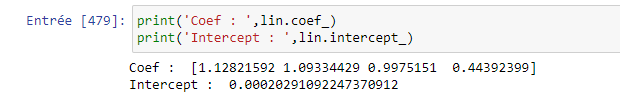 Entrée [479]: print('Coef : ',lin.coef_)
print('Intercept : ',lin.intercept_)
Coef :  [1.12821592 1.09334429 0.9975151  0.44392399]
Intercept :  0.00020291092247370912